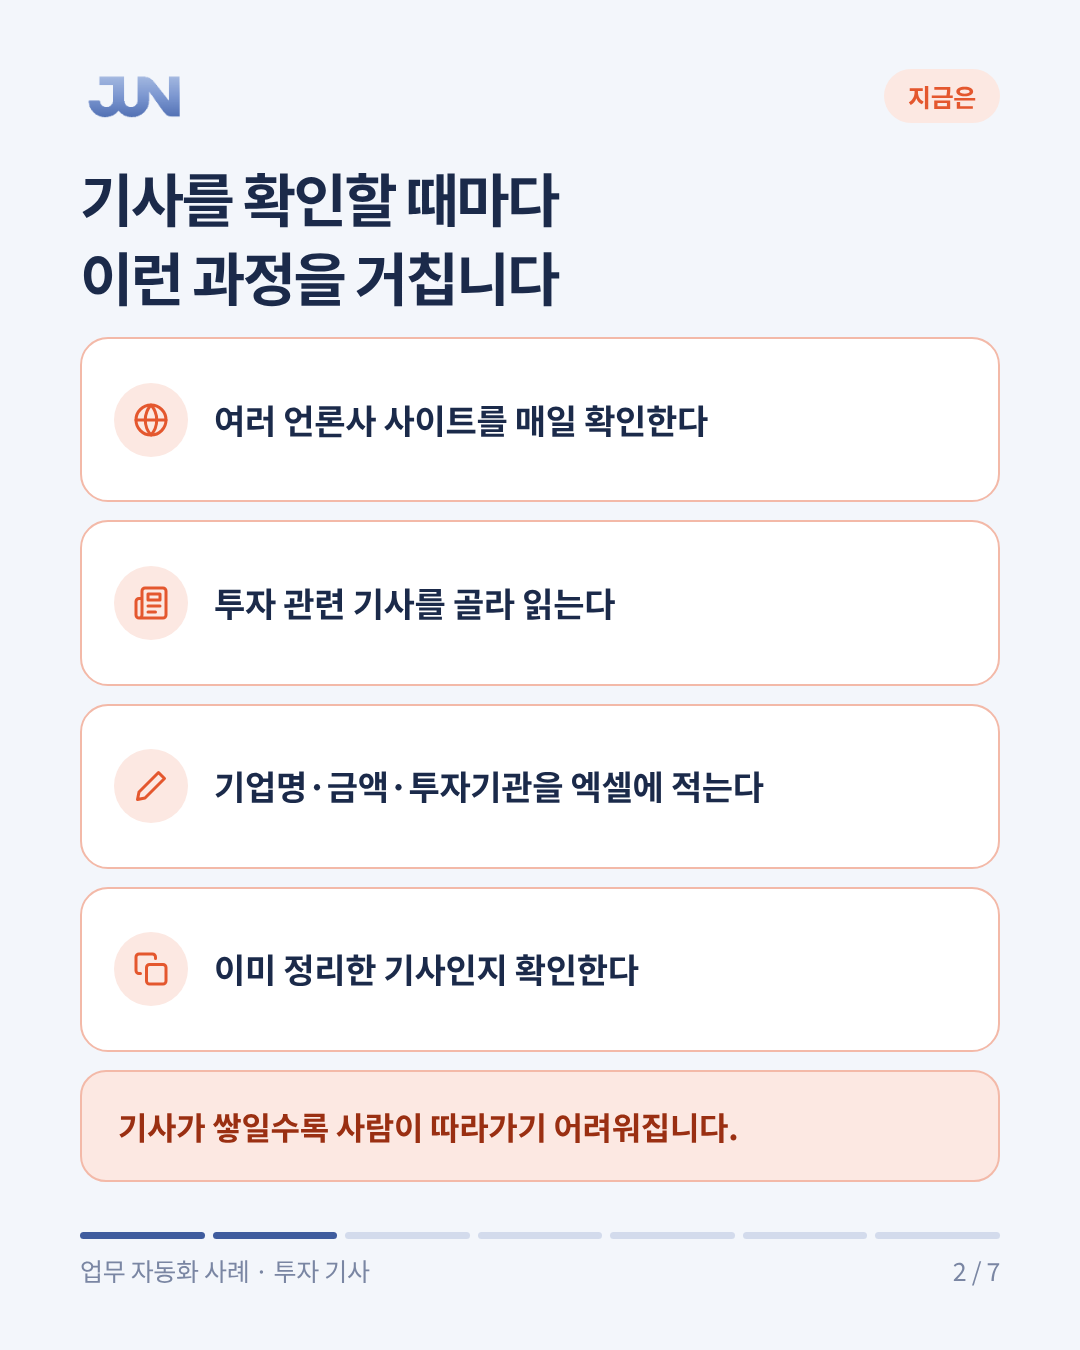 JUN
지금은
기사를 확인할 때마다
이런 과정을 거칩니다
여러 언론사 사이트를 매일 확인한다
투자 관련 기사를 골라 읽는다
기업명·금액·투자기관을 엑셀에 적는다
이미 정리한 기사인지 확인한다
기사가 쌓일수록 사람이 따라가기 어려워집니다.
업무 자동화 사례 · 투자 기사
2 / 7